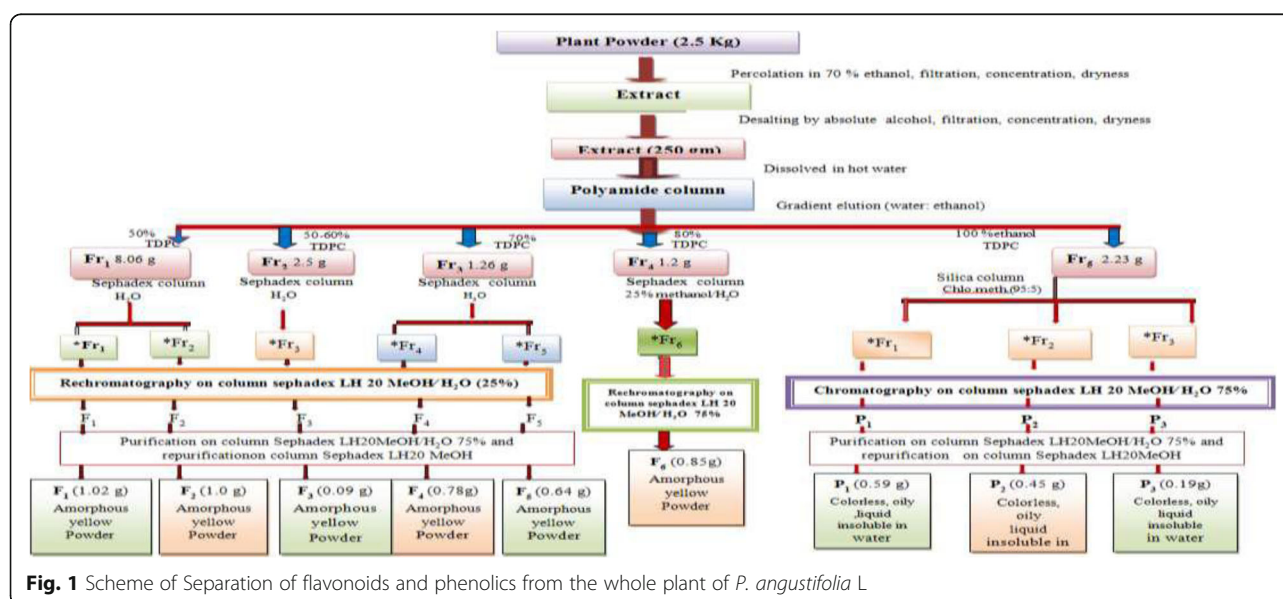 Plant Powder (2.5 Kg)
Percolation in 70 % ethanol, filtration, concentration, dryness
Extract
Desalting by absolute alcohol, filtration, concentration, dryness
Extract (250 gm)
Dissolved in hot water
Polyamide column
Gradient elution (water: ethanol)
50%
TDPC
50-60%
TDPC
70%
TDPC
80%
TDPC
100 %ethanol
TDPC
Fr₁ 8.06 g
Fr₂ 2.5 g
Fr₃ 1.26 g
Fr₄ 1.2 g
Fr₅ 2.23 g
Sephadex column
H₂O
Sephadex column
H₂O
Sephadex column
H₂O
Sephadex column
25% methanol/H₂O
Silica column
Chlo.meth.(95:5)
*Fr₁
*Fr₂
*Fr₃
*Fr₄
*Fr₅
*Fr₆
*Fr₁
*Fr₂
*Fr₃
Rechromatography on column sephadex LH 20 MeOH/H₂O (25%)
Rechromatography on
column sephadex LH 20
MeOH/H₂O 75%
Chromatography on column sephadex LH 20 MeOH/H₂O 75%
F₁
F₂
F₃
F₄
F₅
P₁
P₂
P₃
Purification on column Sephadex LH20MeOH/H₂O 75% and
repurificationon column Sephadex LH20 MeOH
Purification on column Sephadex LH20MeOH/H₂O 75% and
repurification on column Sephadex LH20MeOH
F₁ (1.02 g)
Amorphous
yellow
Powder
F₂ (1.0 g)
Amorphous
yellow
Powder
F₃ (0.09 g)
Amorphous
yellow
Powder
F₄ (0.78g)
Amorphous
yellow
Powder
F₅ (0.64 g)
Amorphous
yellow
Powder
F₆ (0.85g)
Amorphous
yellow
Powder
P₁ (0.59 g)
Colorless, oily
,liquid
insoluble in
water
P₂ (0.45 g)
Colorless,
oily
liquid
insoluble in
P₃ (0.19g)
Colorless, oily
liquid
insoluble
in water
Fig. 1 Scheme of Separation of flavonoids and phenolics from the whole plant of P. angustifolia L